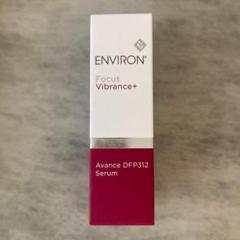 ENVIRON®
Focus
Vibrance+
Avance DFP312
Serum